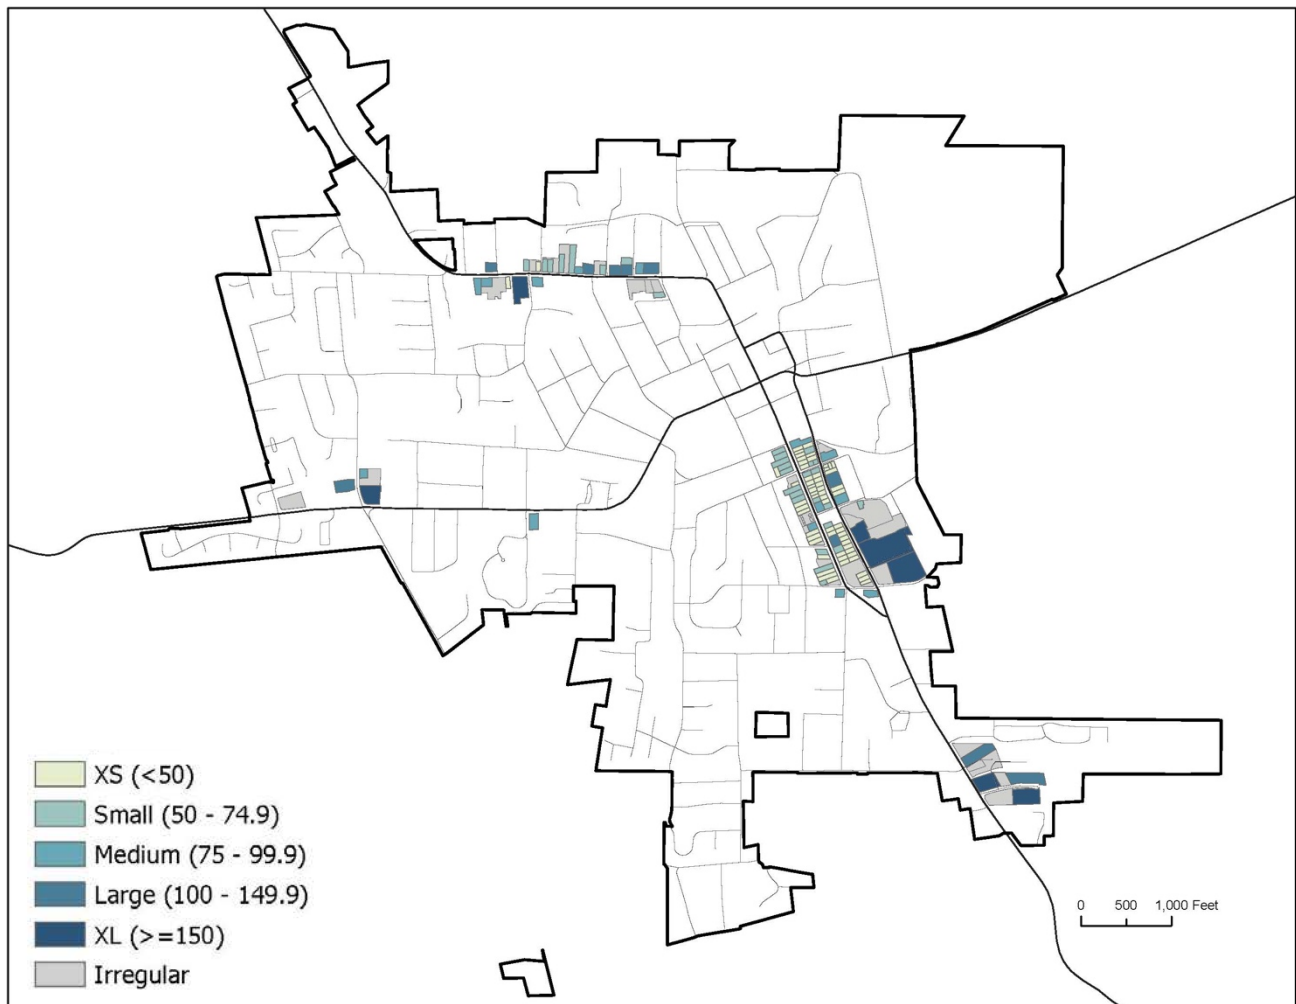 XS (<50)
Small (50 - 74.9)
Medium (75 - 99.9)
Large (100 - 149.9)
XL (>=150)
Irregular
0 500 1,000 Feet